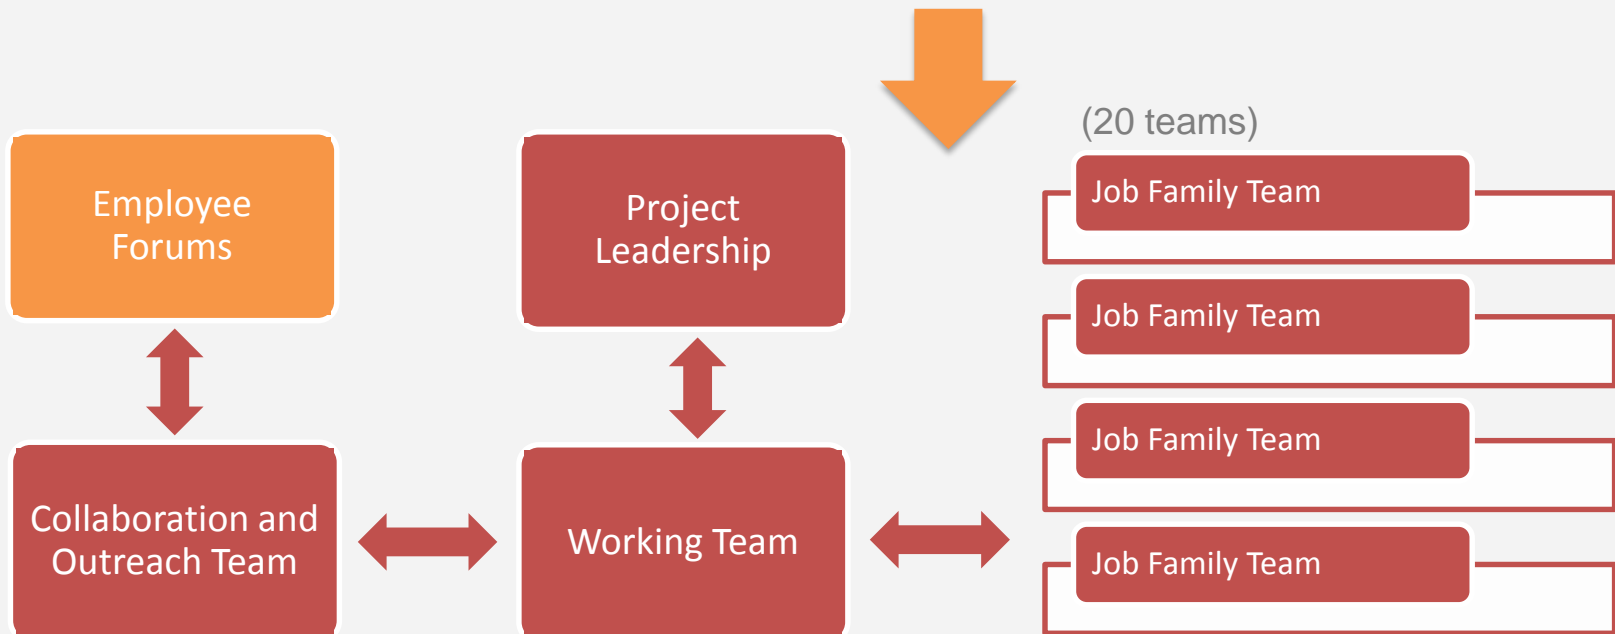 Employee
Forums
Project
Leadership
(20 teams)
Job Family Team
Job Family Team
Job Family Team
Job Family Team
Collaboration and
Outreach Team
Working Team